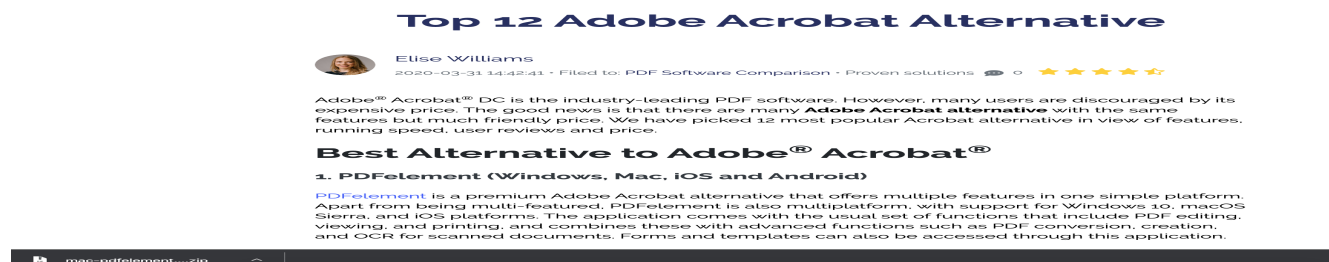 Top 12 Adobe Acrobat Alternative
Elise Williams
2020-03-31 14:42:41 • Filed to: PDF Software Comparison • Proven solutions 0
Adobe® Acrobat® DC is the industry-leading PDF software. However, many users are discouraged by its
expensive price. The good news is that there are many Adobe Acrobat alternative with the same
features but much friendly price. We have picked 12 most popular Acrobat alternative in view of features,
running speed, user reviews and price.
Best Alternative to Adobe® Acrobat®
1. PDFelement (Windows, Mac, iOS and Android)
PDFelement is a premium Adobe Acrobat alternative that offers multiple features in one simple platform.
Apart from being multi-featured, PDFelement is also multiplatform, with support for Windows 10, macOS
Sierra, and iOS platforms. The application comes with the usual set of functions that include PDF editing,
viewing, and printing, and combines these with advanced functions such as PDF conversion, creation,
and OCR for scanned documents. Forms and templates can also be accessed through this application.
mac-pdfelement....zip